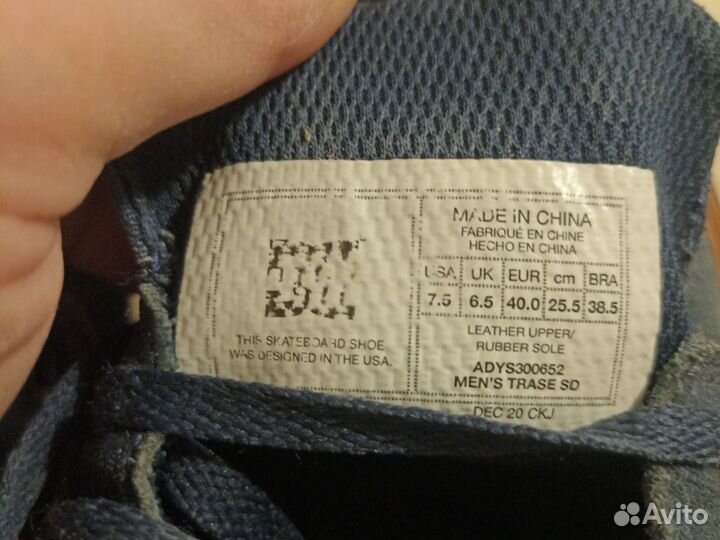 MADE IN CHINA
FABRIQUÉ EN CHINE
HECHO EN CHINA
USA UK EUR cm BRA
7.5 6.5 40.0 25.5 38.5
LEATHER UPPER/
RUBBER SOLE
ADYS300652
MEN'S TRASE SD
DEC 20 CKJ
THIS SKATEBOARD SHOE
WAS DESIGNED IN THE USA.
Avito